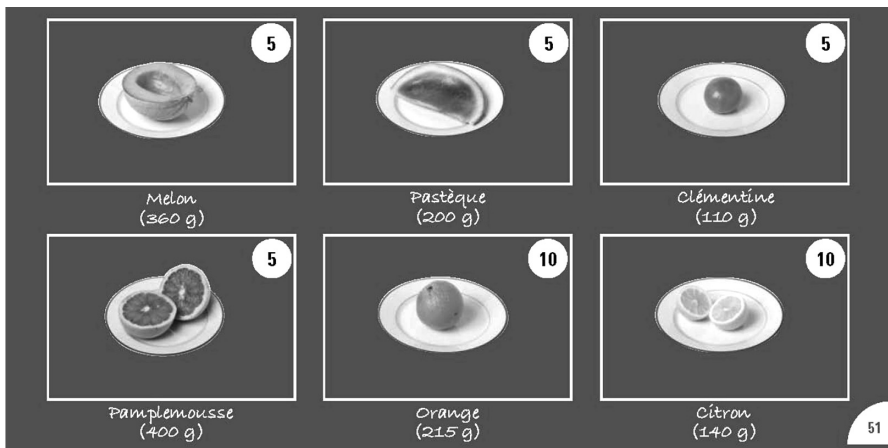 5
5
5
Melon
(360 g)
Pastèque
(200 g)
Clémentine
(110 g)
5
10
10
Pamplemousse
(400 g)
Orange
(215 g)
Citron
(140 g)
51